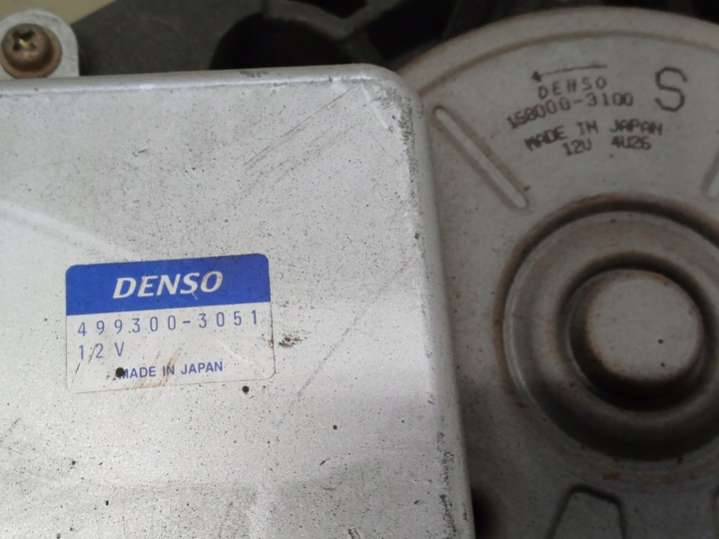 DENSO
499300-3051
12V
MADE IN JAPAN
DENSO
168000-3100
S
MADE IN JAPAN
12V 4U26